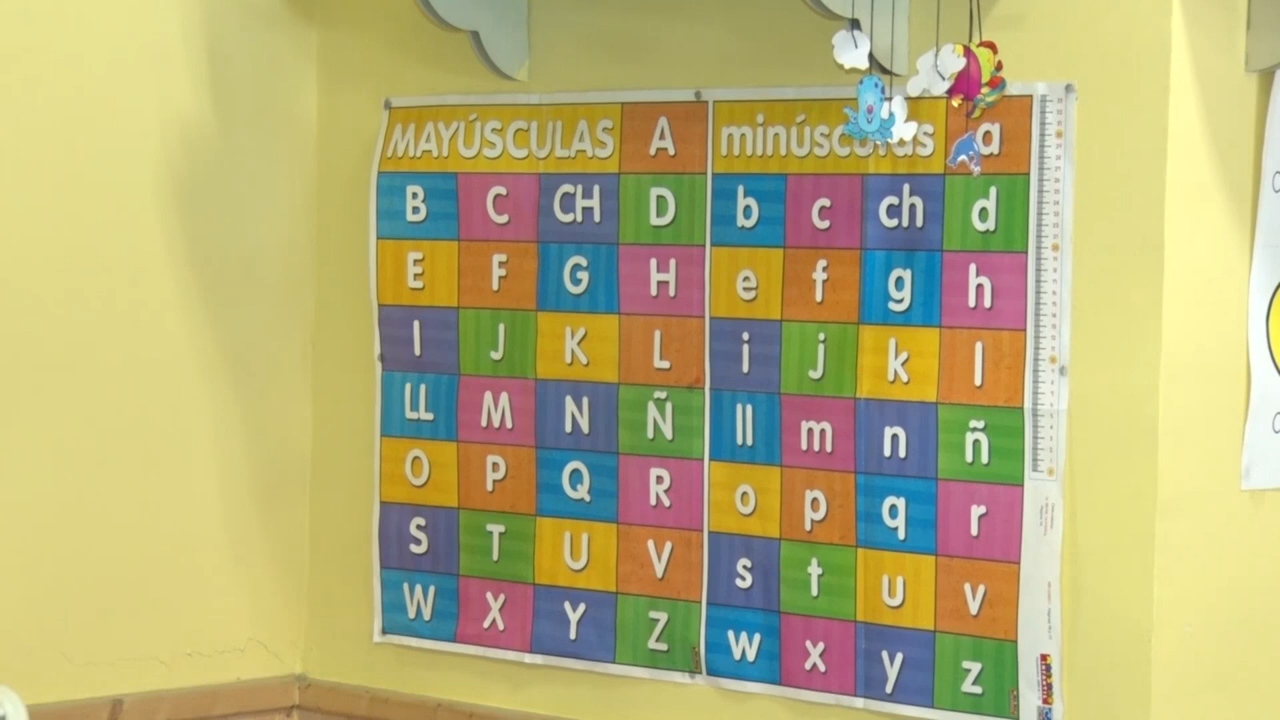 MAYÚSCULAS A
B C CH D
E F G H
I J K L
LL M N Ñ
O P Q R
S T U V
W X Y Z
minúsculas a
b c ch d
e f g h
i j k l
ll m n ñ
o p q r
s t u v
w x y z